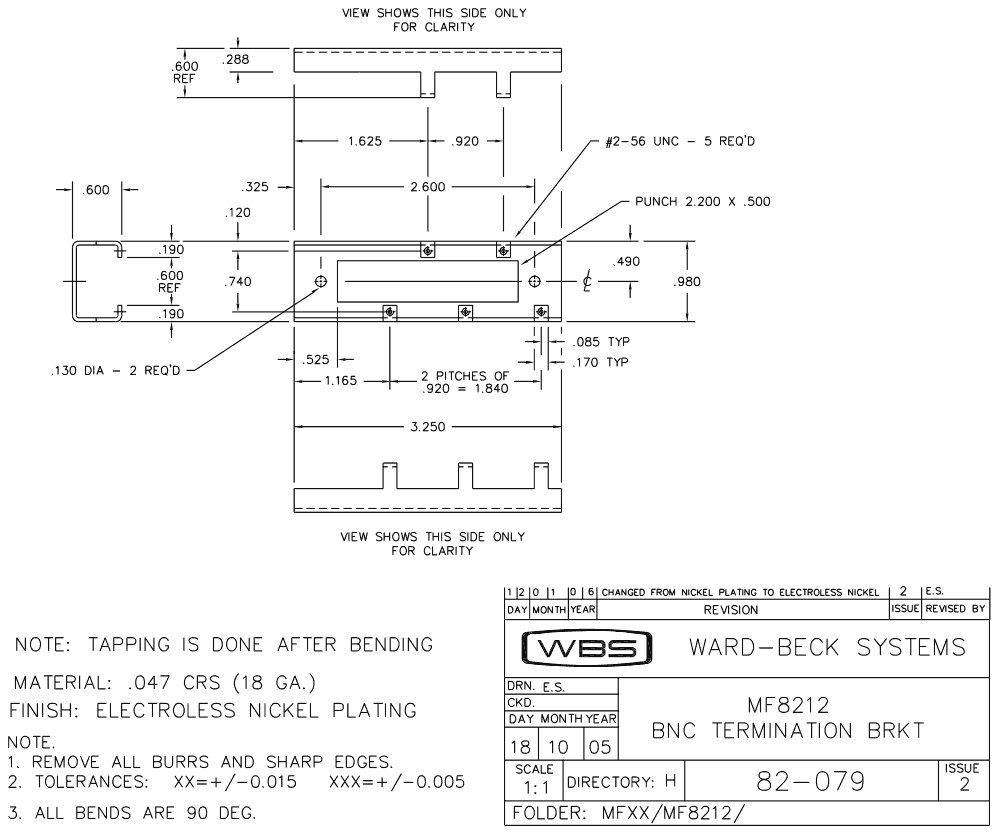 VIEW SHOWS THIS SIDE ONLY
FOR CLARITY
.600
REF
.288
1.625
.920
#2-56 UNC - 5 REQ'D
.600
.325
2.600
PUNCH 2.200 X .500
.120
.190
.600
REF
.190
.740
.490
.980
℄
.130 DIA - 2 REQ'D
.525
1.165
2 PITCHES OF
.920 = 1.840
.085 TYP
.170 TYP
3.250
VIEW SHOWS THIS SIDE ONLY
FOR CLARITY
NOTE: TAPPING IS DONE AFTER BENDING
MATERIAL: .047 CRS (18 GA.)
FINISH: ELECTROLESS NICKEL PLATING
NOTE.
1. REMOVE ALL BURRS AND SHARP EDGES.
2. TOLERANCES: XX=+/-0.015 XXX=+/-0.005
3. ALL BENDS ARE 90 DEG.
1 2 0 1 0 6 CHANGED FROM NICKEL PLATING TO ELECTROLESS NICKEL 2 E.S.
DAY MONTH YEAR REVISION ISSUE REVISED BY
WBS WARD-BECK SYSTEMS
DRN. E.S.
CKD.
DAY MONTH YEAR
18 10 05
MF8212
BNC TERMINATION BRKT
SCALE
1:1
DIRECTORY: H
82-079
ISSUE
2
FOLDER: MFXX/MF8212/